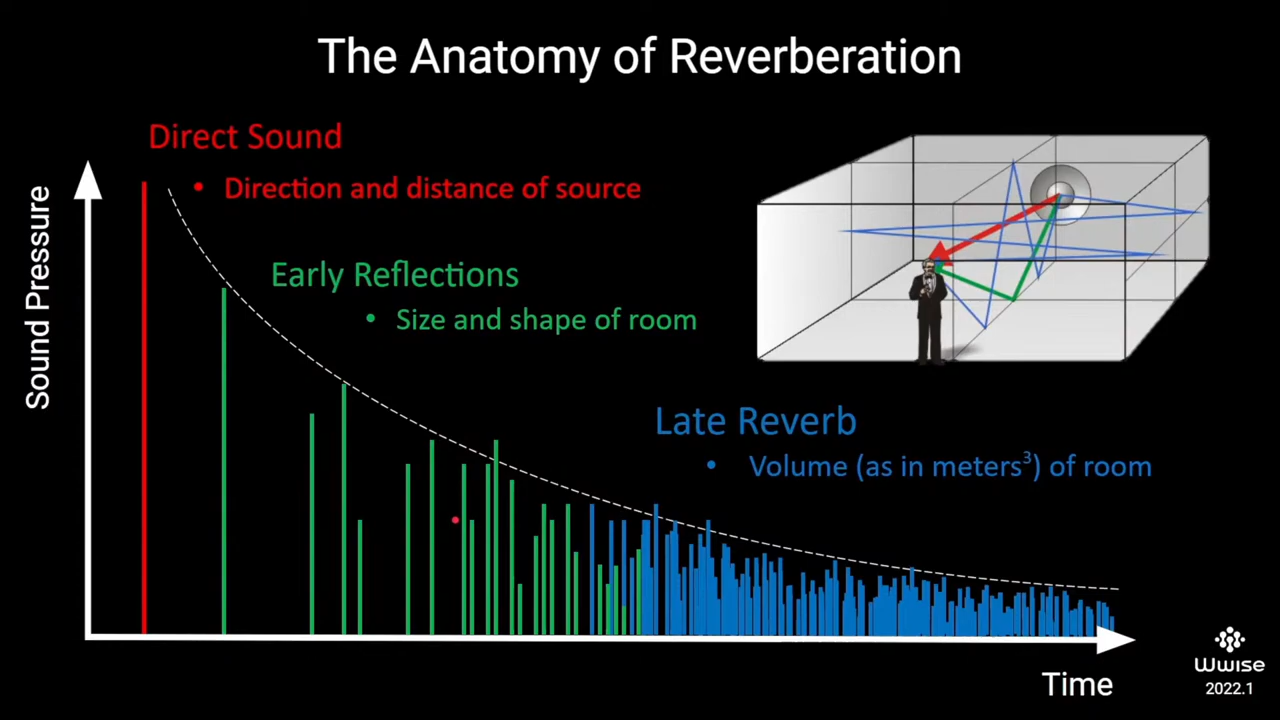 The Anatomy of Reverberation
Direct Sound
• Direction and distance of source
Early Reflections
• Size and shape of room
Late Reverb
• Volume (as in meters³) of room
Sound Pressure
Time
Wwise
2022.1